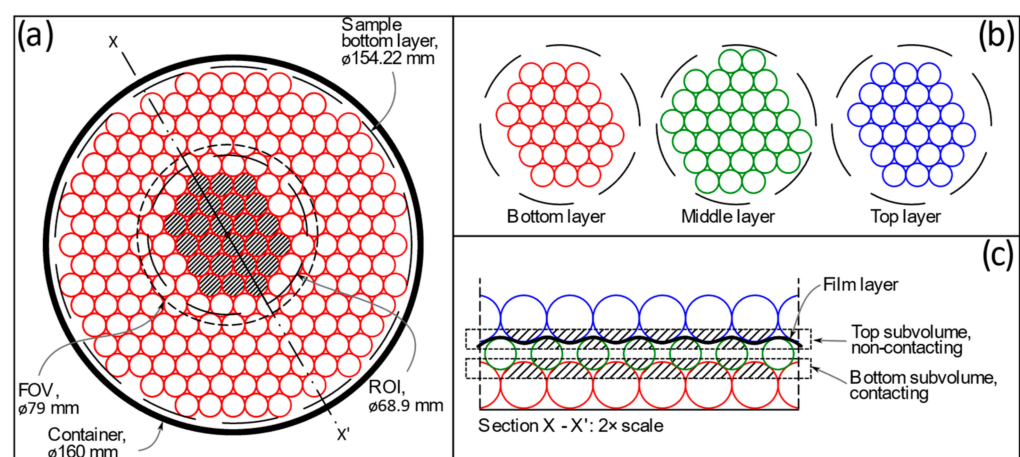 (a)
X
Sample
bottom layer,
ø154.22 mm
FOV,
ø79 mm
Container,
ø160 mm
ROI,
ø68.9 mm
X'
(b)
Bottom layer
Middle layer
Top layer
(c)
Film layer
Top subvolume,
non-contacting
Bottom subvolume,
contacting
Section X - X': 2× scale